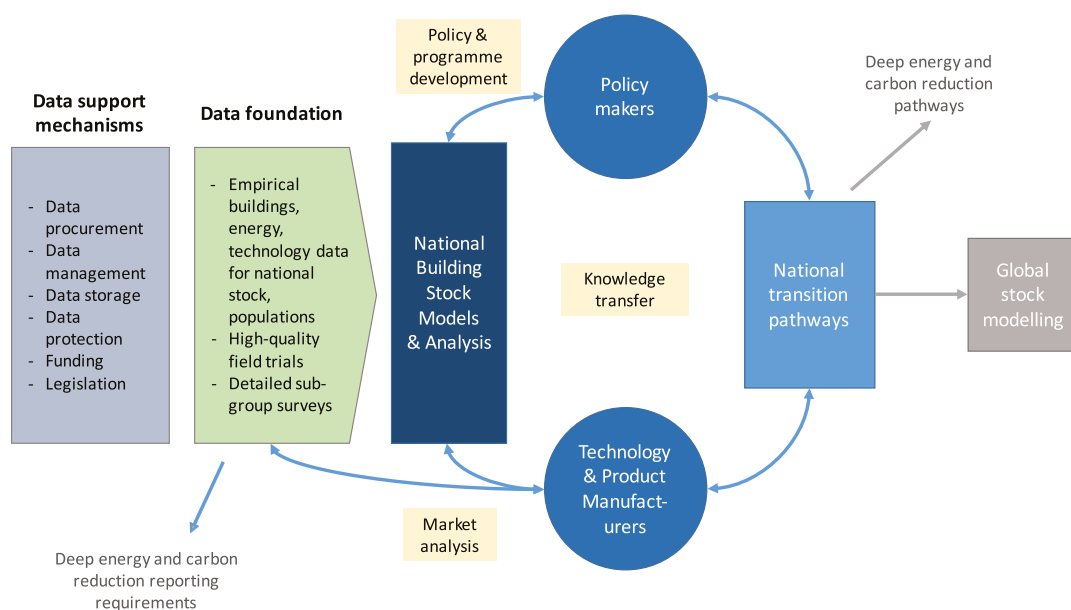 Data support
mechanisms
- Data
procurement
- Data
management
- Data storage
- Data
protection
- Funding
- Legislation
Data foundation
- Empirical
buildings,
energy,
technology data
for national
stock,
populations
- High-quality
field trials
- Detailed sub-
group surveys
Deep energy and carbon
reduction reporting
requirements
Policy &
programme
development
National
Building
Stock
Models
& Analysis
Market
analysis
Policy
makers
Knowledge
transfer
Technology
& Product
Manufact-
urers
National
transition
pathways
Deep energy and
carbon reduction
pathways
Global
stock
modelling